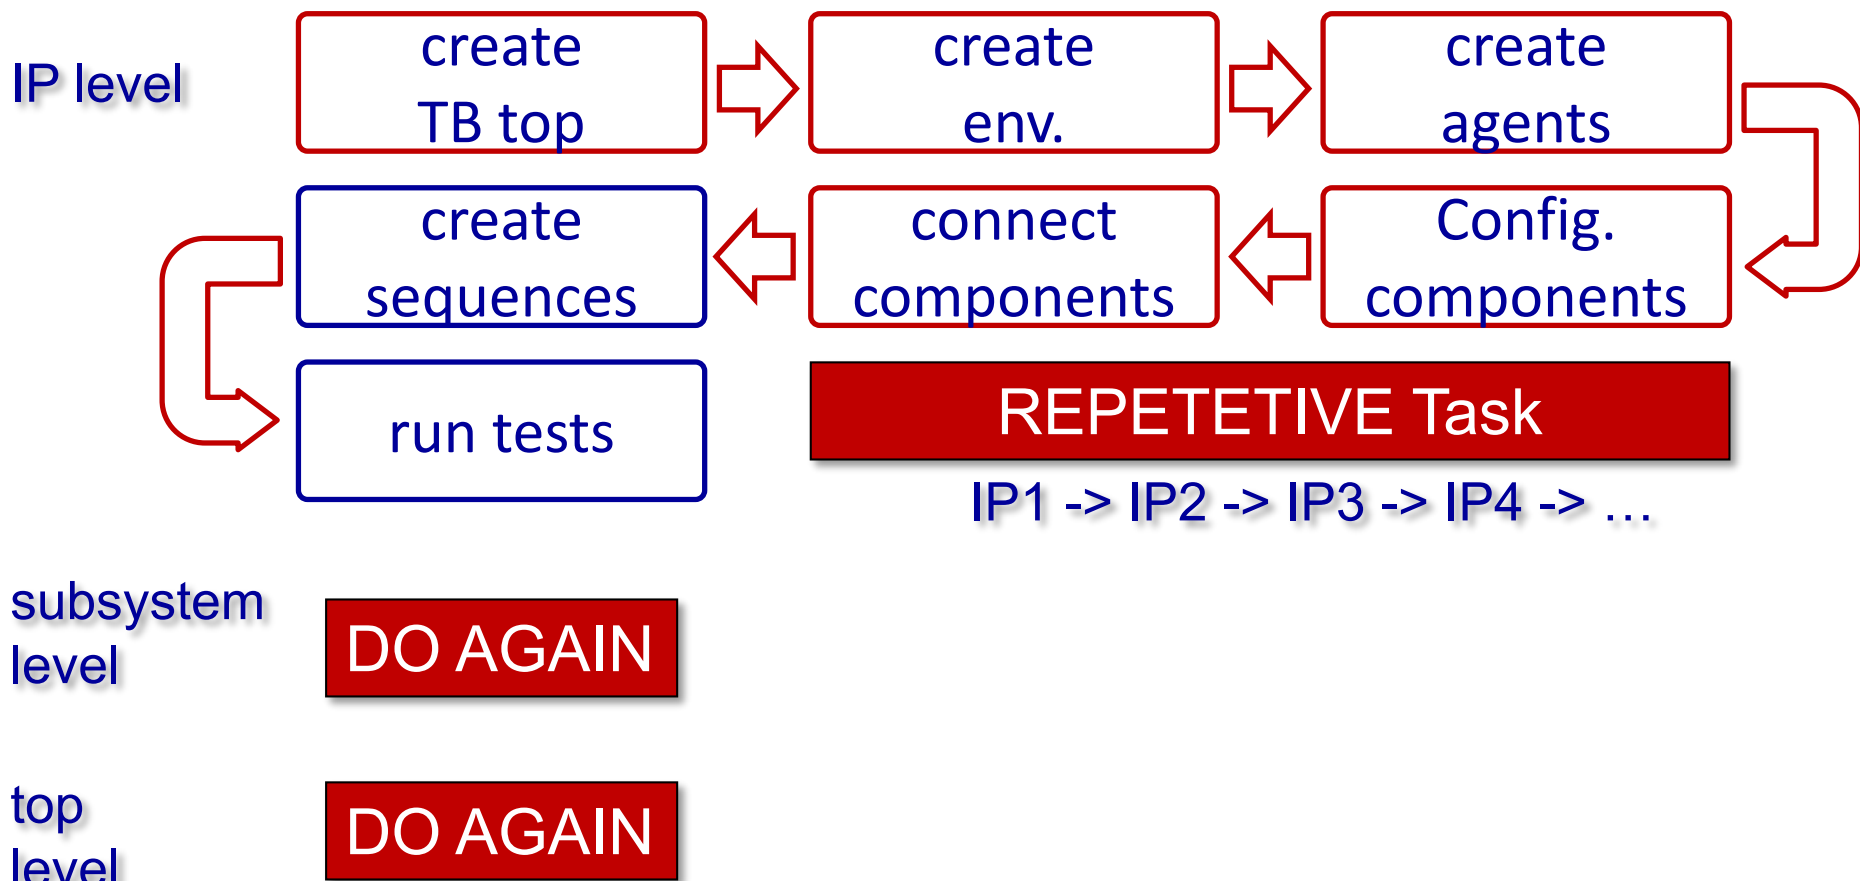 IP level
create
TB top
create
env.
create
agents
create
sequences
connect
components
Config.
components
run tests
REPETETIVE Task
IP1 -> IP2 -> IP3 -> IP4 -> …
subsystem
level
DO AGAIN
top
level
DO AGAIN